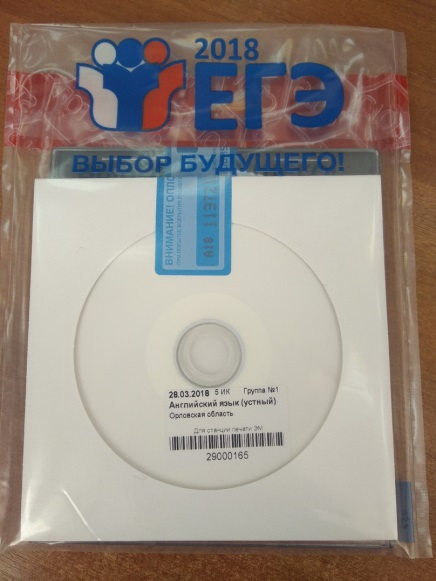 2018
ЕГЭ
ВЫБОР БУДУЩЕГО!
ВНИМАНИЕ!
28.03.2018 5 ИК Группа №1
Английский язык (устный)
Орловская область
Для станции печати ЭМ
29000165